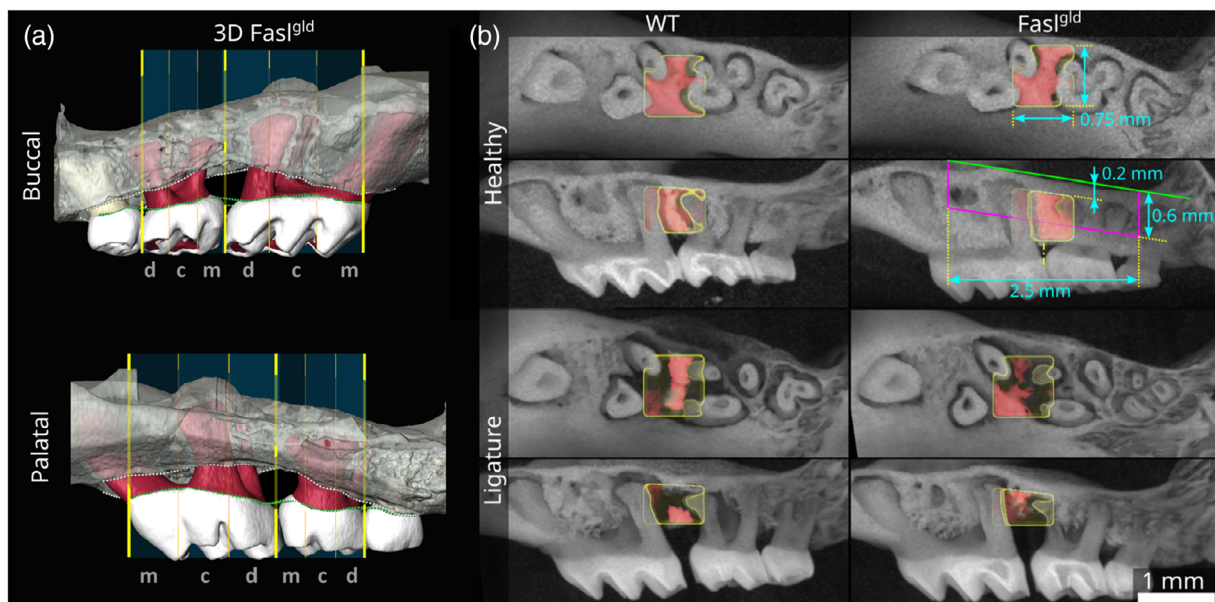 (a)
3D Fasl^gld
Buccal
d c m d c m
Palatal
m c d m c d
(b)
WT
Fasl^gld
Healthy
0.75 mm
0.2 mm
0.6 mm
2.5 mm
Ligature
1 mm